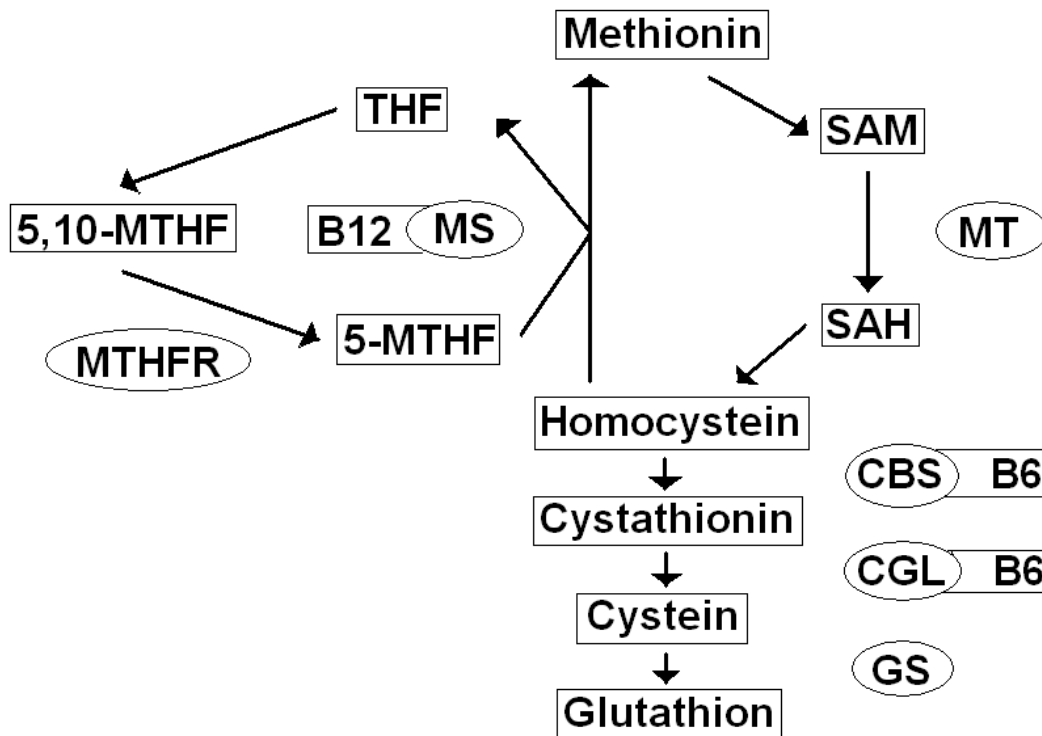 Methionin
THF
SAM
5,10-MTHF
B12
MS
MT
5-MTHF
SAH
MTHFR
Homocystein
CBS
B6
Cystathionin
CGL
B6
Cystein
GS
Glutathion